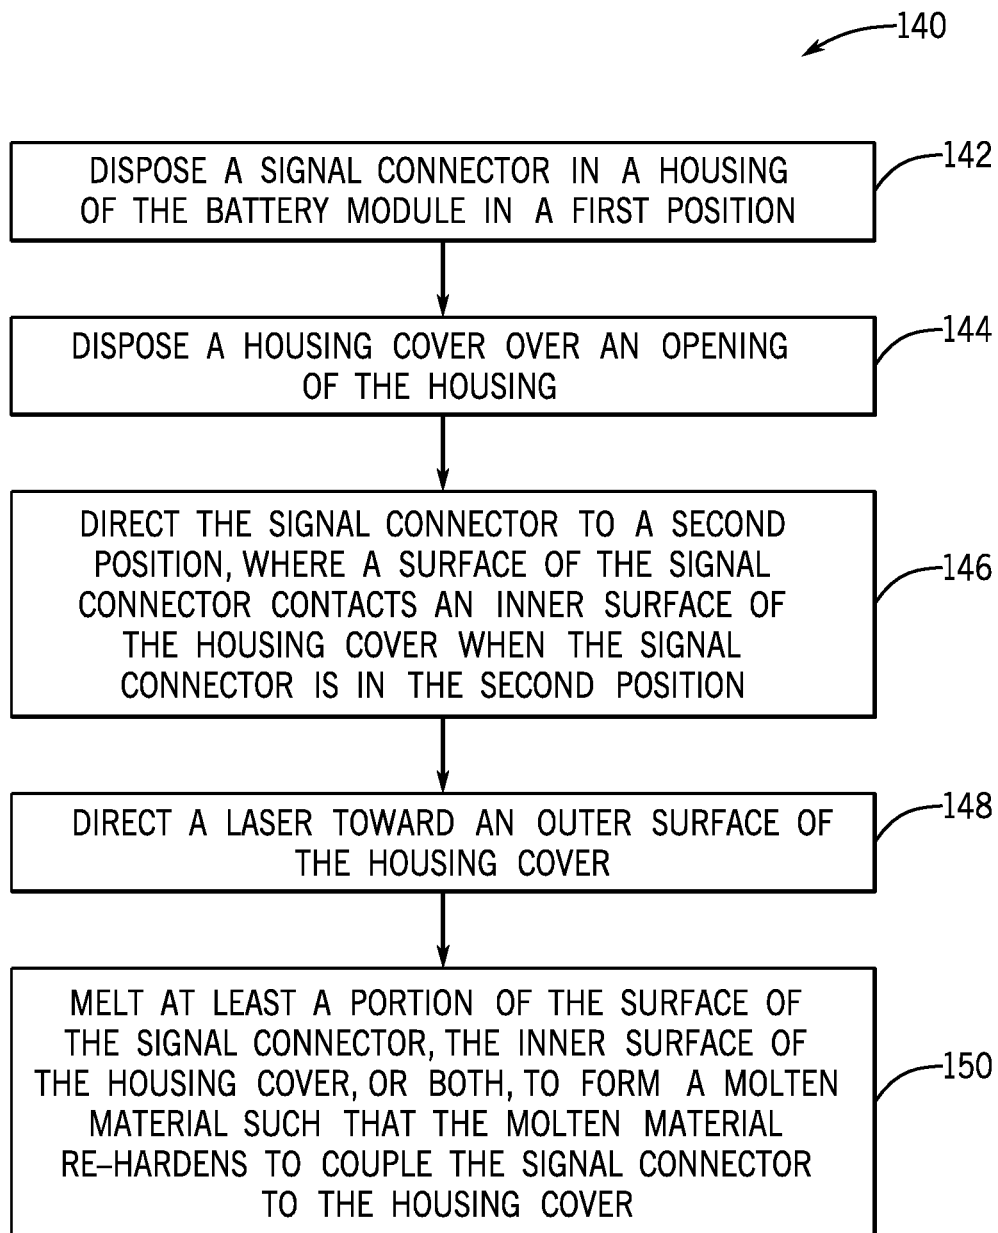 140
DISPOSE A SIGNAL CONNECTOR IN A HOUSING
OF THE BATTERY MODULE IN A FIRST POSITION
142
DISPOSE A HOUSING COVER OVER AN OPENING
OF THE HOUSING
144
DIRECT THE SIGNAL CONNECTOR TO A SECOND
POSITION, WHERE A SURFACE OF THE SIGNAL
CONNECTOR CONTACTS AN INNER SURFACE OF
THE HOUSING COVER WHEN THE SIGNAL
CONNECTOR IS IN THE SECOND POSITION
146
DIRECT A LASER TOWARD AN OUTER SURFACE OF
THE HOUSING COVER
148
MELT AT LEAST A PORTION OF THE SURFACE OF
THE SIGNAL CONNECTOR, THE INNER SURFACE OF
THE HOUSING COVER, OR BOTH, TO FORM A MOLTEN
MATERIAL SUCH THAT THE MOLTEN MATERIAL
RE-HARDENS TO COUPLE THE SIGNAL CONNECTOR
TO THE HOUSING COVER
150